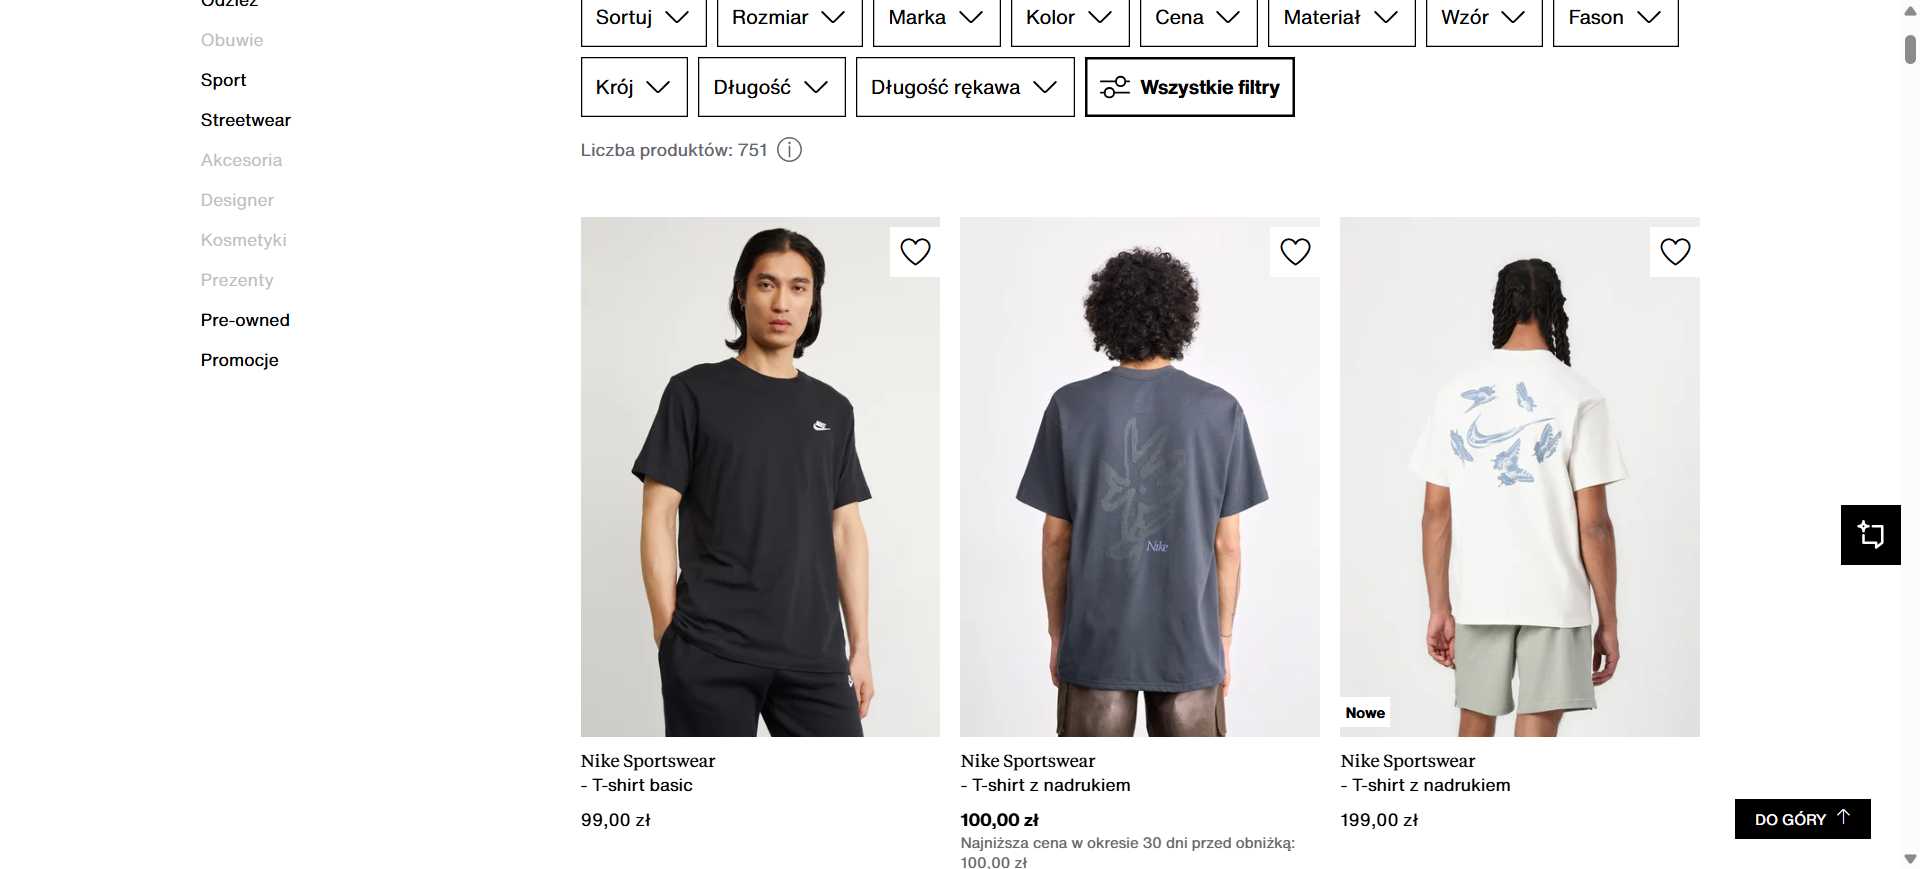 Odzież
Obuwie
Sport
Streetwear
Akcesoria
Designer
Kosmetyki
Prezenty
Pre-owned
Promocje
Sortuj
Rozmiar
Marka
Kolor
Cena
Materiał
Wzór
Fason
Krój
Długość
Długość rękawa
Wszystkie filtry
Liczba produktów: 751
Nike
Nowe
Nike Sportswear
- T-shirt basic
99,00 zł
Nike Sportswear
- T-shirt z nadrukiem
100,00 zł
Najniższa cena w okresie 30 dni przed obniżką:
100,00 zł
Nike Sportswear
- T-shirt z nadrukiem
199,00 zł
DO GÓRY